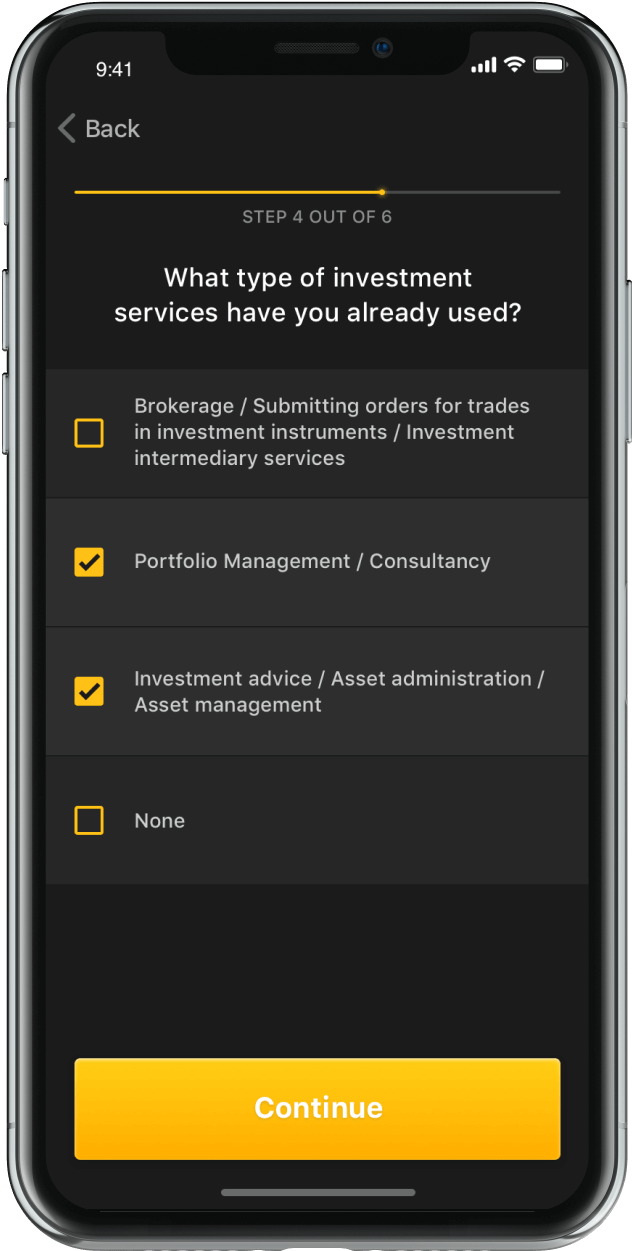 9:41
Back
STEP 4 OUT OF 6
What type of investment
services have you already used?
Brokerage / Submitting orders for trades
in investment instruments / Investment
intermediary services
Portfolio Management / Consultancy
Investment advice / Asset administration /
Asset management
None
Continue